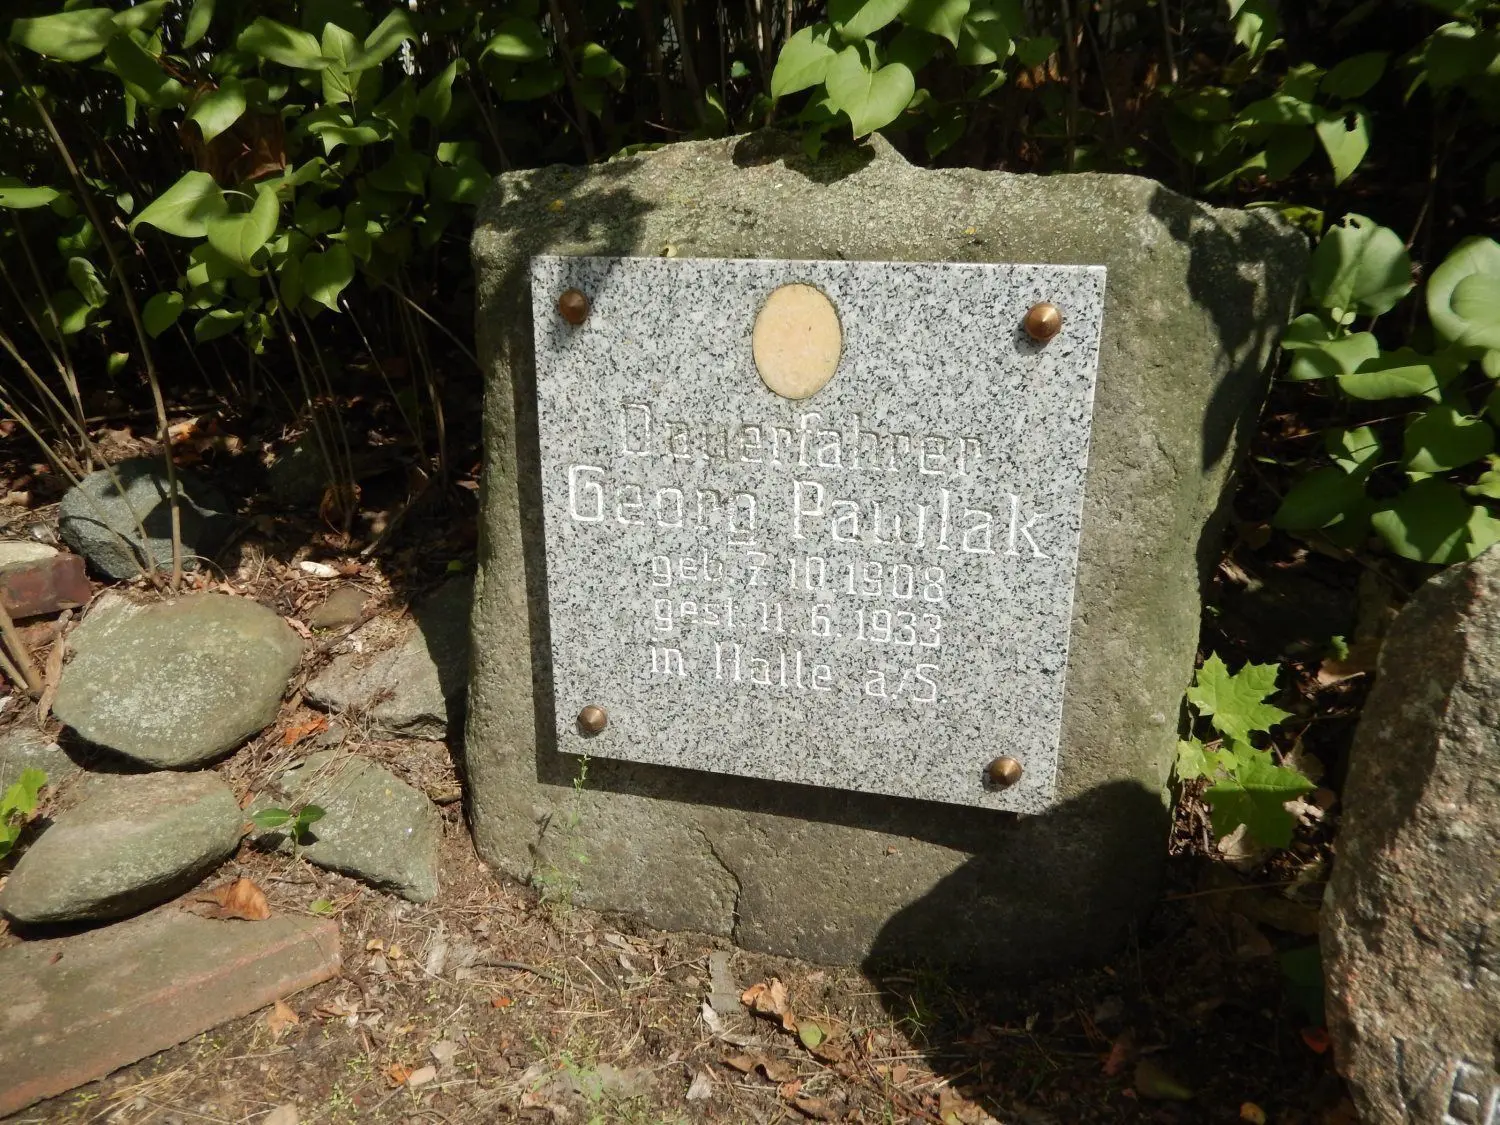 Dauerfahrer
Georg Pawlak
geb. 7.10.1908
gest. 11.6.1933
in Halle a/S.